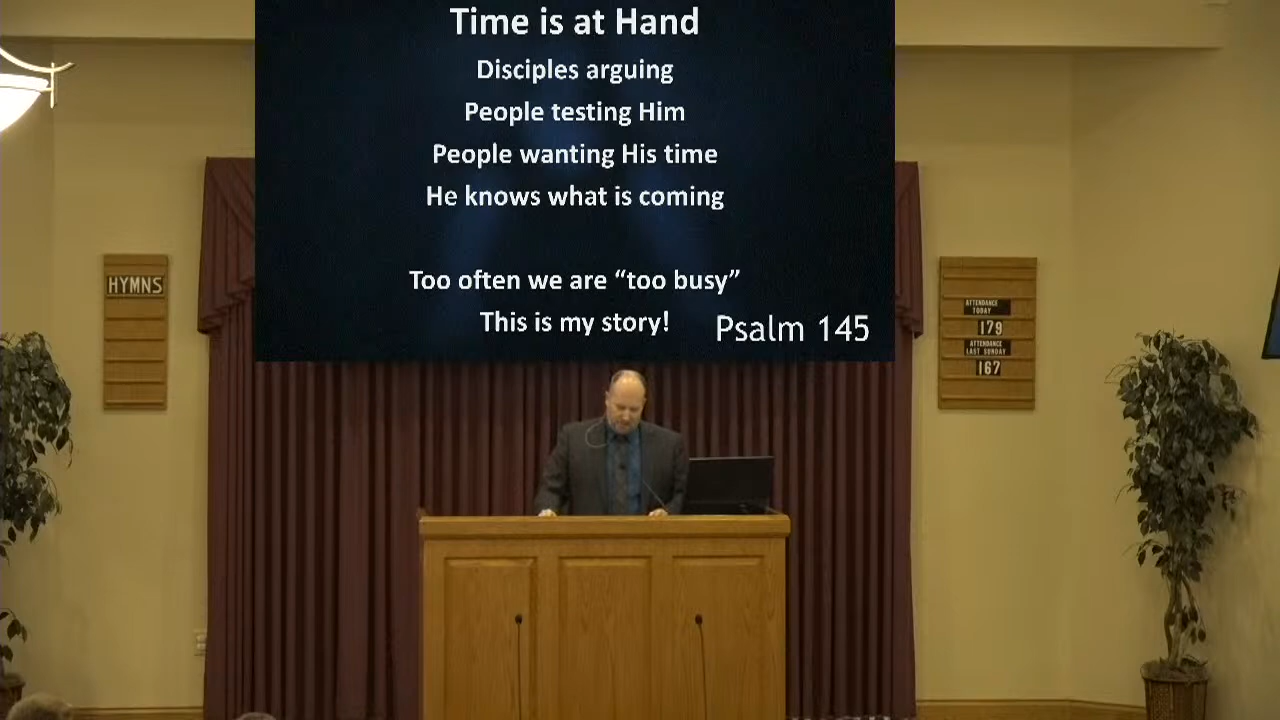 Time is at Hand
Disciples arguing
People testing Him
People wanting His time
He knows what is coming
Too often we are “too busy”
This is my story!
Psalm 145
HYMNS
ATTENDANCE
TODAY
179
ATTENDANCE
LAST SUNDAY
167